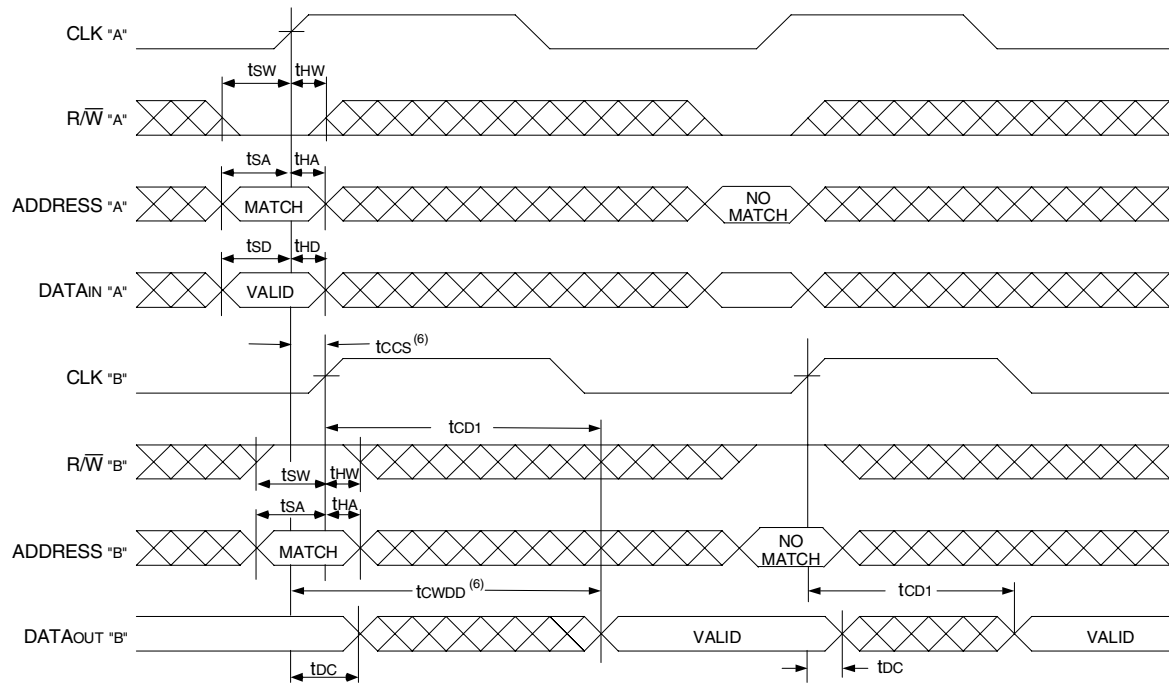 CLK "A"
tSW tHW
R/W̅ "A"
tSA tHA
ADDRESS "A" MATCH NO MATCH
tSD tHD
DATAIN "A" VALID
tCCS(6)
CLK "B"
tCD1
R/W̅ "B"
tSW tHW
tSA tHA
ADDRESS "B" MATCH NO MATCH
tCWDD(6) tCD1
DATAOUT "B" VALID VALID
tDC tDC